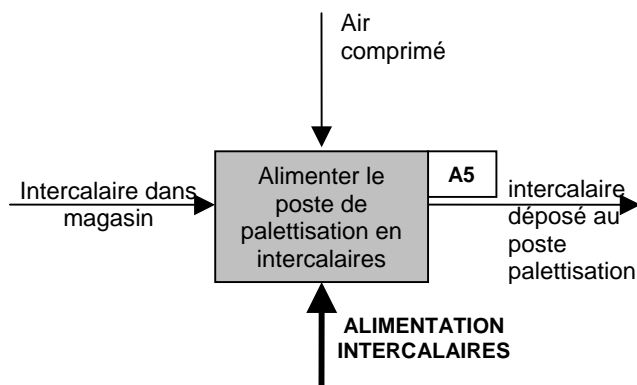 Air
comprimé
Intercalaire dans
magasin
Alimenter le
poste de
palettisation en
intercalaires
A5
intercalaire
déposé au
poste
palettisation
ALIMENTATION
INTERCALAIRES